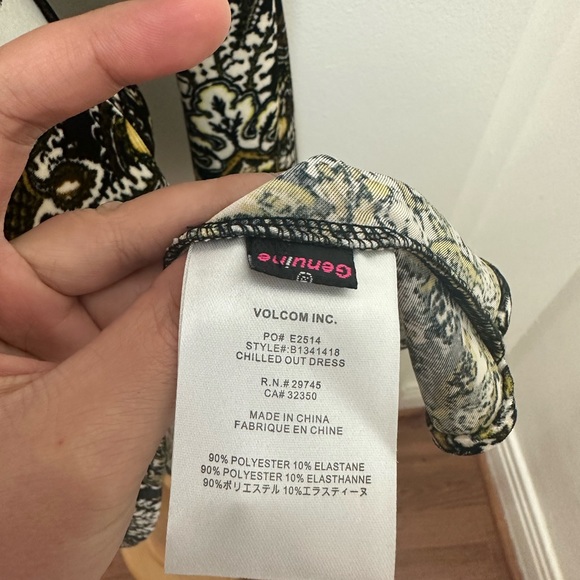 Genuine
VOLCOM INC.
PO# E2514
STYLE#:B1341418
CHILLED OUT DRESS
R.N.# 29745
CA# 32350
MADE IN CHINA
FABRIQUE EN CHINE
90% POLYESTER 10% ELASTANE
90% POLYESTER 10% ELASTHANNE
90%ポリエステル 10%エラスティーヌ